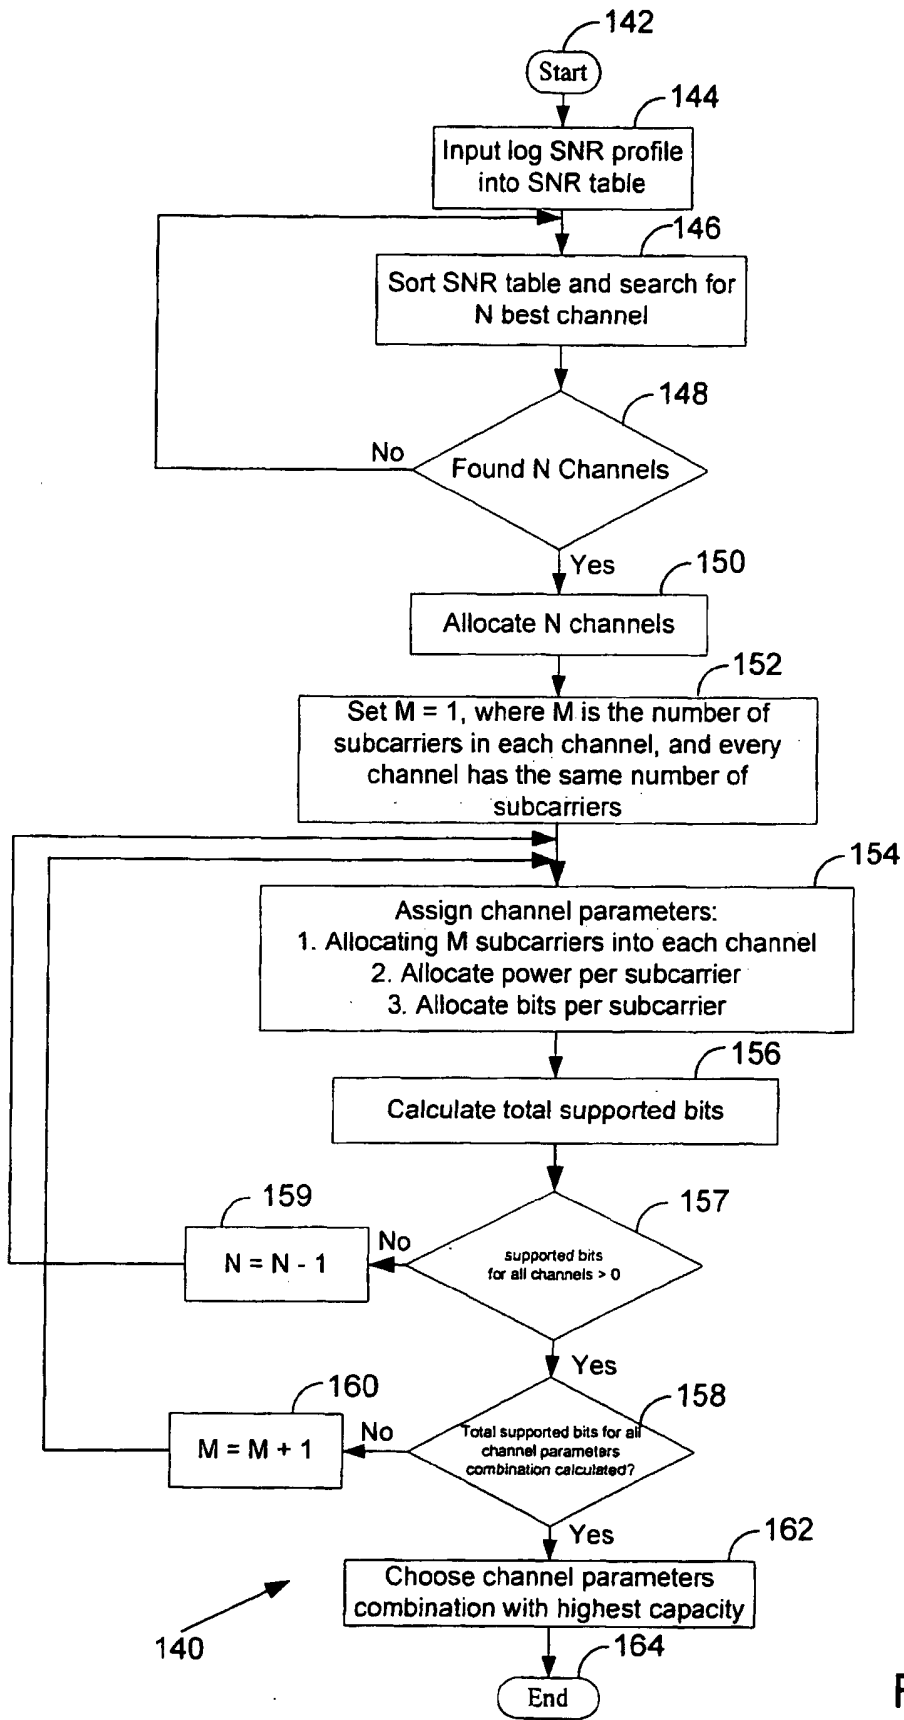 142
Start
144
Input log SNR profile
into SNR table
146
Sort SNR table and search for
N best channel
148
No
Found N Channels
Yes
150
Allocate N channels
152
Set M = 1, where M is the number of
subcarriers in each channel, and every
channel has the same number of
subcarriers
154
Assign channel parameters:
1. Allocating M subcarriers into each channel
2. Allocate power per subcarrier
3. Allocate bits per subcarrier
156
Calculate total supported bits
159
157
N = N - 1
No
supported bits
for all channels > 0
Yes
160
158
M = M + 1
No
Total supported bits for all
channel parameters
combination calculated?
Yes
162
Choose channel parameters
combination with highest capacity
140
164
End